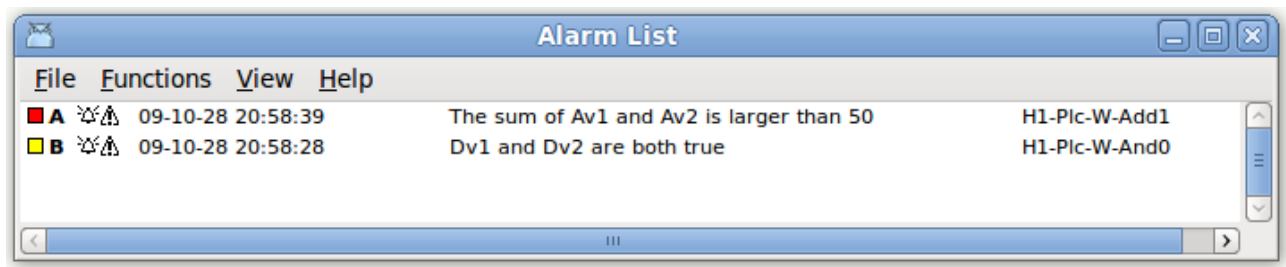 Alarm List
File Functions View Help
A 09-10-28 20:58:39 The sum of Av1 and Av2 is larger than 50 H1-Plc-W-Add1
B 09-10-28 20:58:28 Dv1 and Dv2 are both true H1-Plc-W-And0